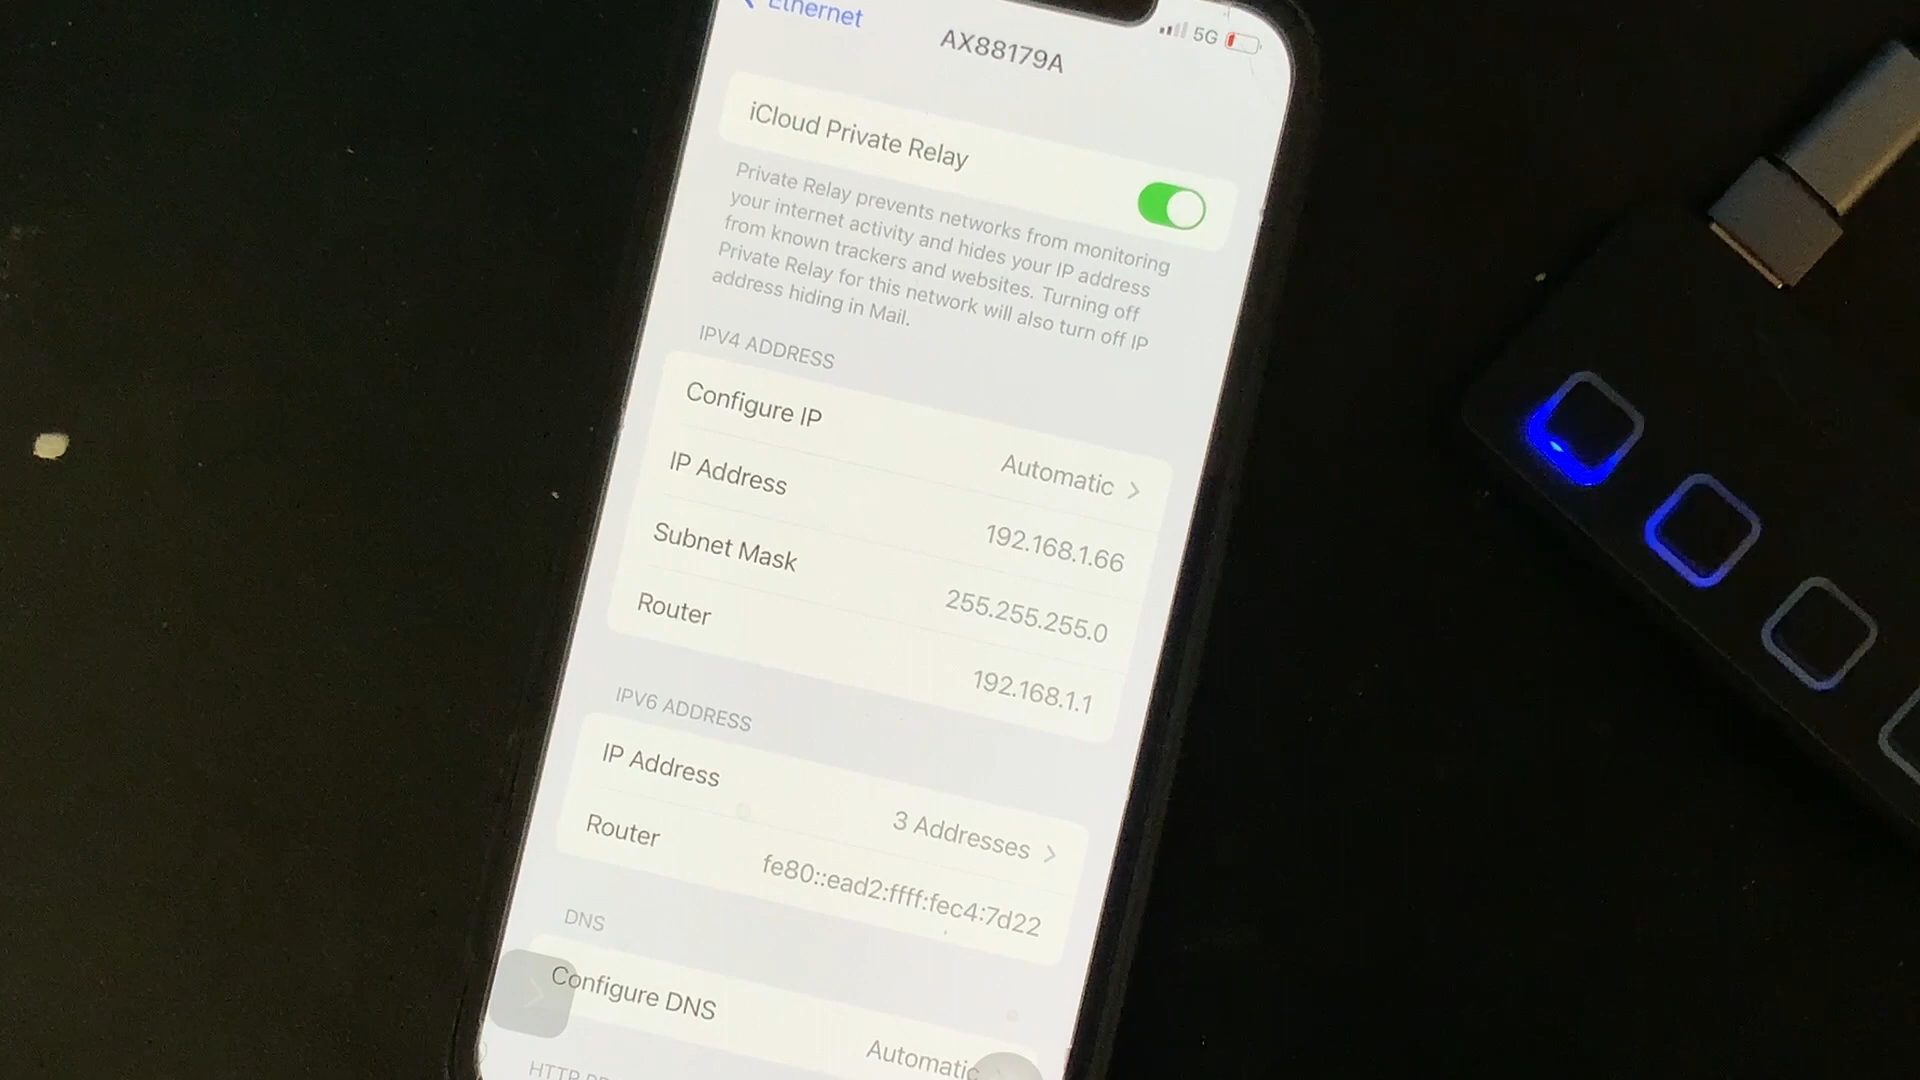 Ethernet
5G
AX88179A
iCloud Private Relay
Private Relay prevents networks from monitoring
your internet activity and hides your IP address
from known trackers and websites. Turning off
Private Relay for this network will also turn off IP
address hiding in Mail.
IPV4 ADDRESS
Configure IP
Automatic
IP Address
192.168.1.66
Subnet Mask
255.255.255.0
Router
192.168.1.1
IPV6 ADDRESS
IP Address
3 Addresses
Router
fe80::ead2:ffff:fec4:7d22
DNS
Configure DNS
Automatic
HTTP